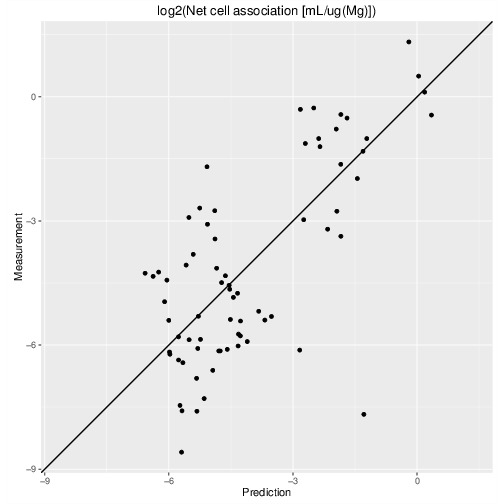 log2(Net cell association [mL/ug(Mg)])
Measurement
0
−3
−6
−9
−9
−6
−3
0
Prediction